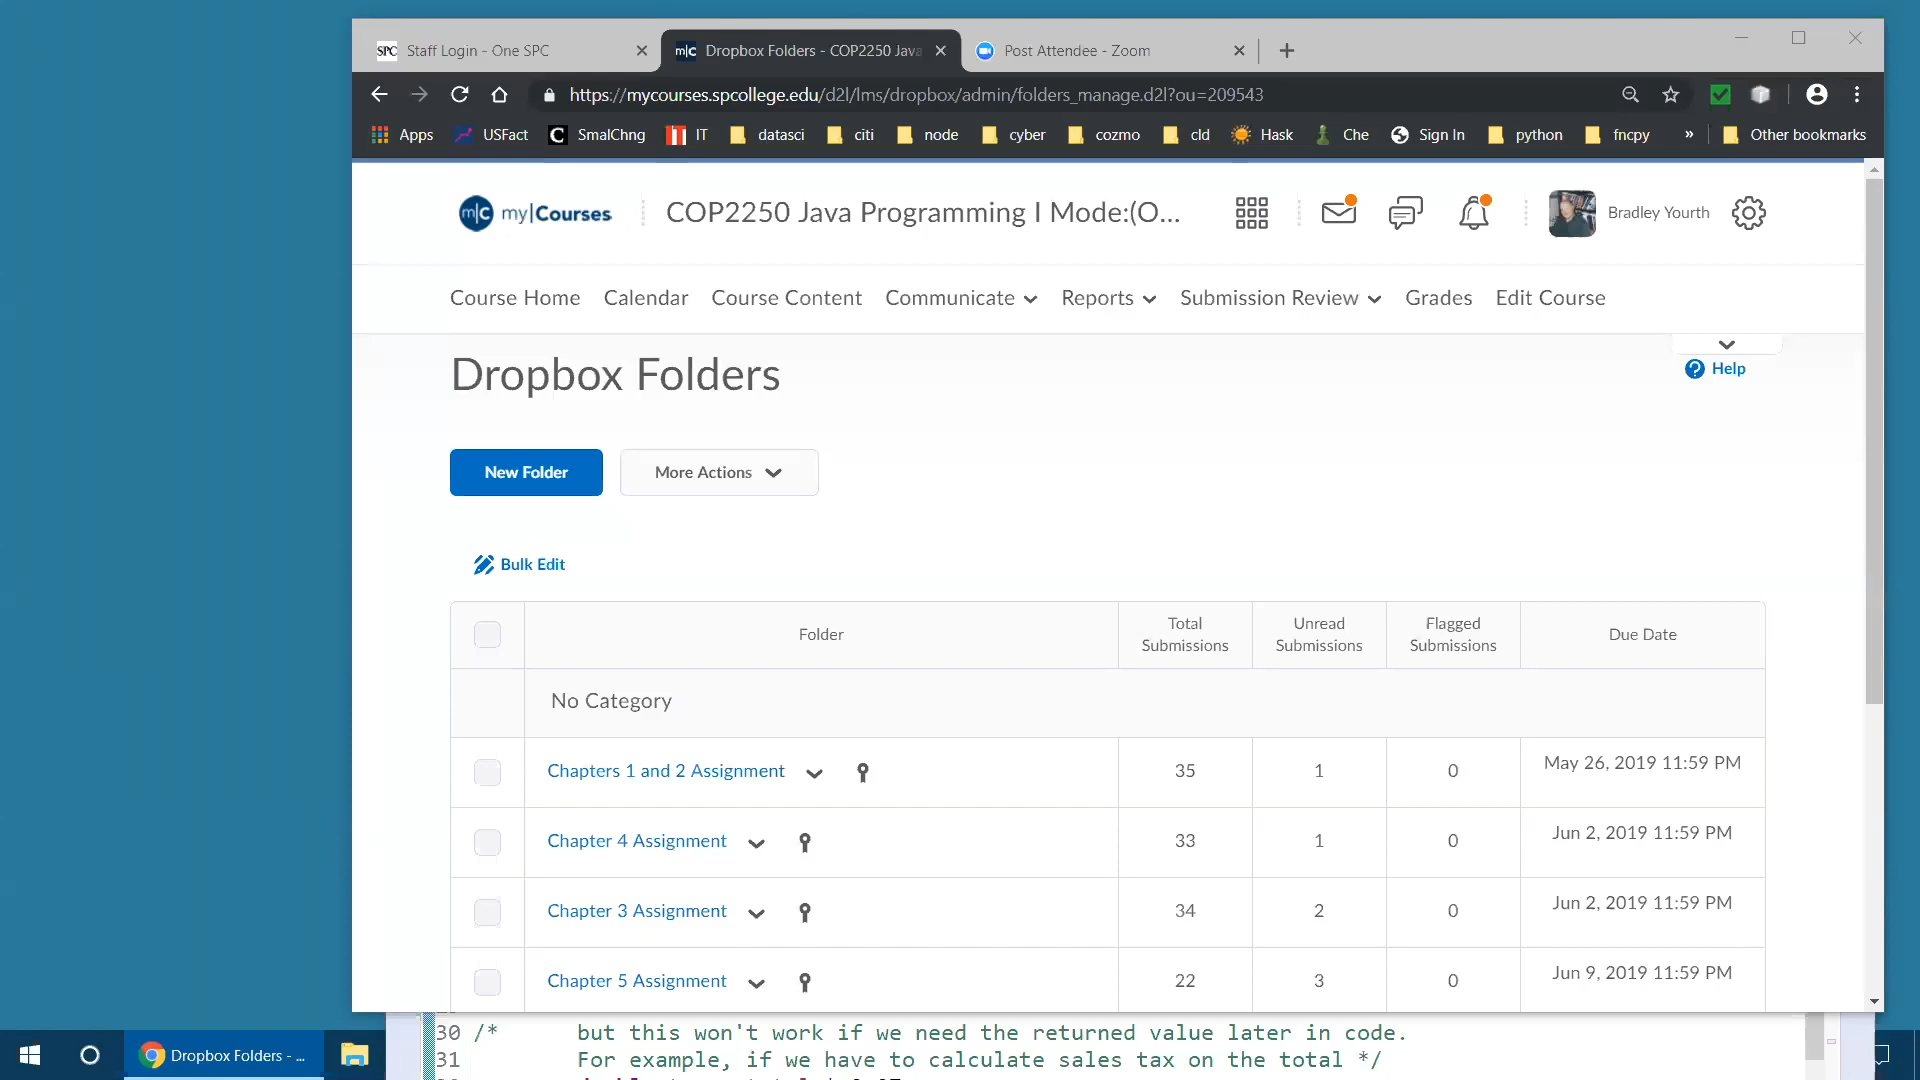 SPC Staff Login - One SPC
m|c Dropbox Folders - COP2250 Java
Post Attendee - Zoom
https://mycourses.spcollege.edu/d2l/lms/dropbox/admin/folders_manage.d2l?ou=209543
Apps USFact C SmalChng IT datasci citi node cyber cozmo cld Hask Che Sign In python fncpy » Other bookmarks
m|c my|Courses COP2250 Java Programming I Mode:(O... Bradley Yourth
Course Home Calendar Course Content Communicate Reports Submission Review Grades Edit Course
Dropbox Folders
Help
New Folder More Actions
Bulk Edit
Folder Total Submissions Unread Submissions Flagged Submissions Due Date
No Category
Chapters 1 and 2 Assignment 35 1 0 May 26, 2019 11:59 PM
Chapter 4 Assignment 33 1 0 Jun 2, 2019 11:59 PM
Chapter 3 Assignment 34 2 0 Jun 2, 2019 11:59 PM
Chapter 5 Assignment 22 3 0 Jun 9, 2019 11:59 PM
30 /* but this won't work if we need the returned value later in code.
31 For example, if we have to calculate sales tax on the total */
Dropbox Folders - ...